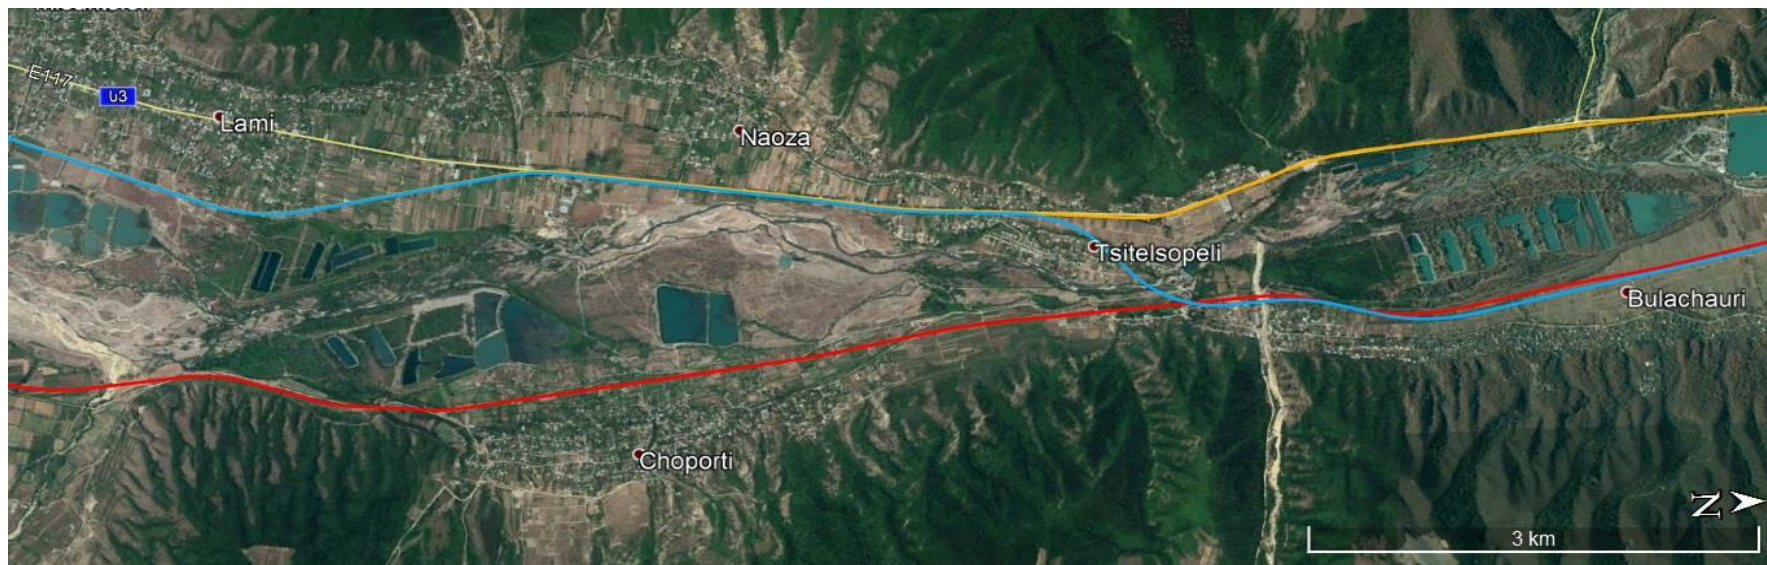 E117
ს3
Lami
Naoza
Tsitelsopeli
Bulachauri
Choporti
N
3 km